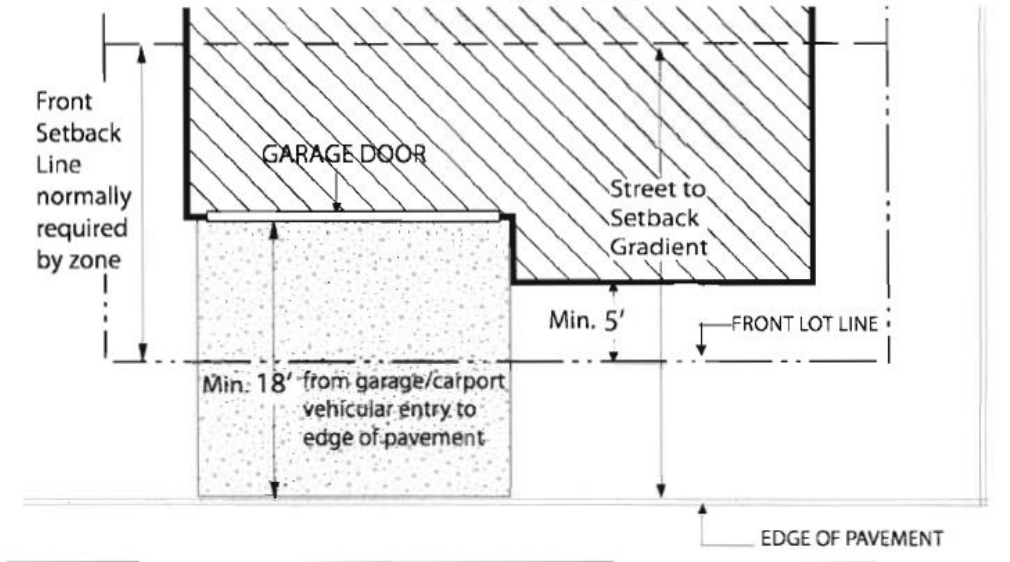 Front
Setback
Line
normally
required
by zone
GARAGE DOOR
Street to
Setback
Gradient
Min. 5'
FRONT LOT LINE
Min. 18' from garage/carport
vehicular entry to
edge of pavement
EDGE OF PAVEMENT